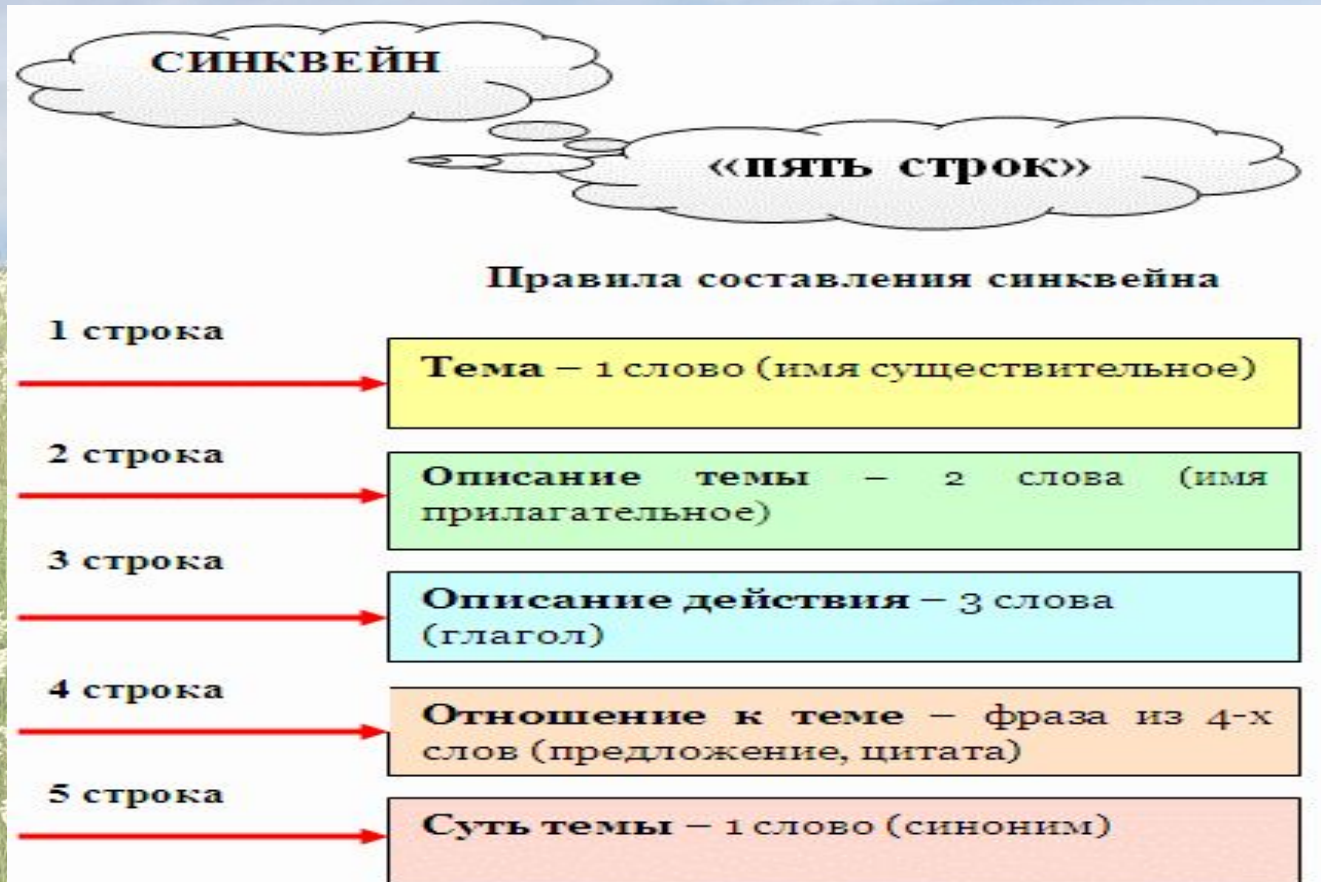 СИНКВЕЙН
«пять строк»
Правила составления синквейна
1 строка
Тема – 1 слово (имя существительное)
2 строка
Описание темы – 2 слова (имя
прилагательное)
3 строка
Описание действия – 3 слова
(глагол)
4 строка
Отношение к теме – фраза из 4-х
слов (предложение, цитата)
5 строка
Суть темы – 1 слово (синоним)